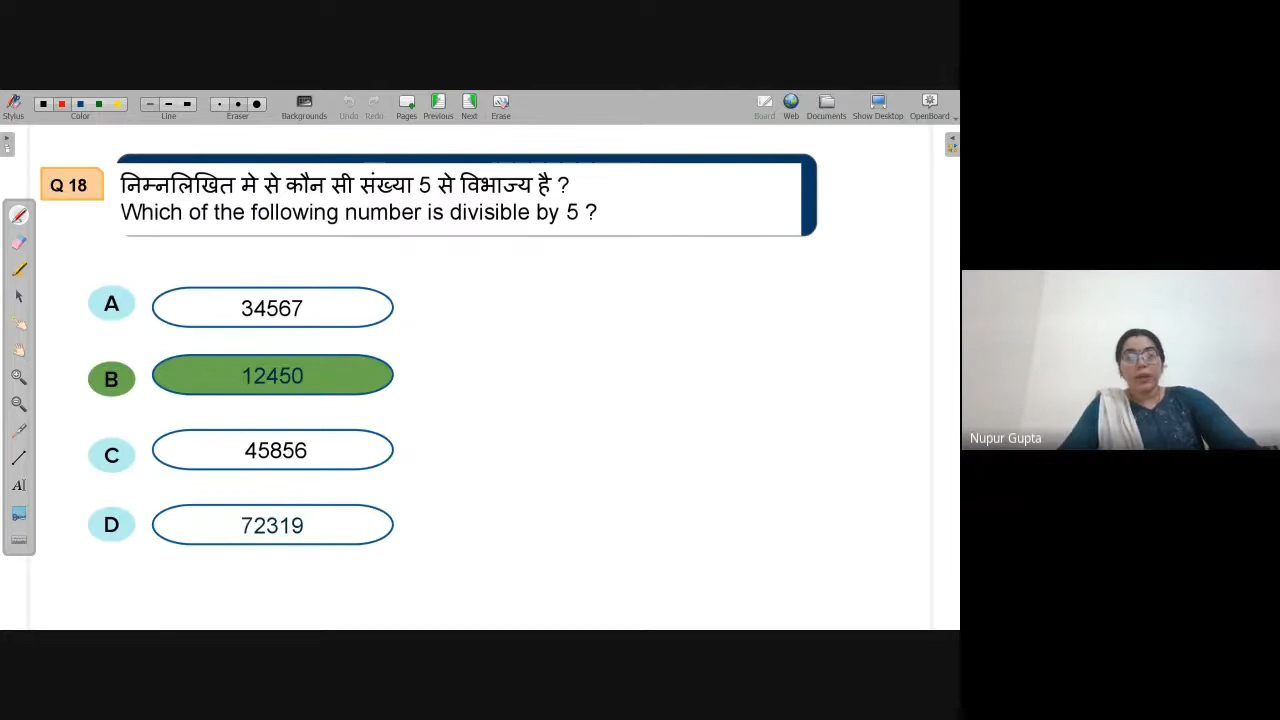 Stylus
Color
Line
Eraser
Backgrounds
Undo
Redo
Pages
Previous
Next
Erase
Board
Web
Documents
Show Desktop
OpenBoard
Q 18
निम्नलिखित मे से कौन सी संख्या 5 से विभाज्य है ?
Which of the following number is divisible by 5 ?
A
34567
B
12450
C
45856
D
72319
Nupur Gupta